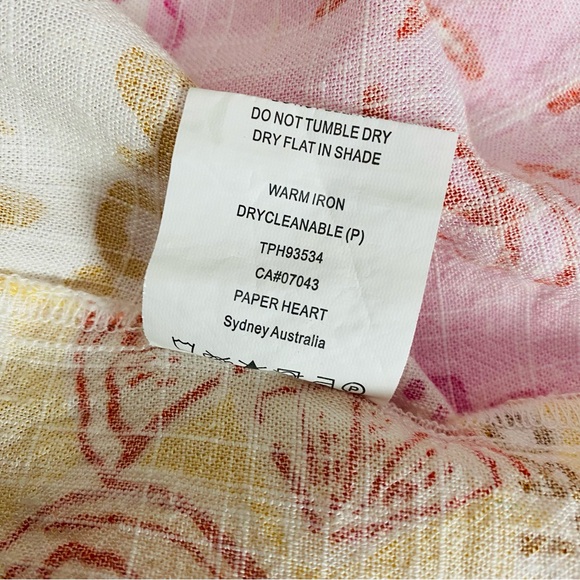 DO NOT TUMBLE DRY
DRY FLAT IN SHADE
WARM IRON
DRYCLEANABLE (P)
TPH93534
CA#07043
PAPER HEART
Sydney Australia
P